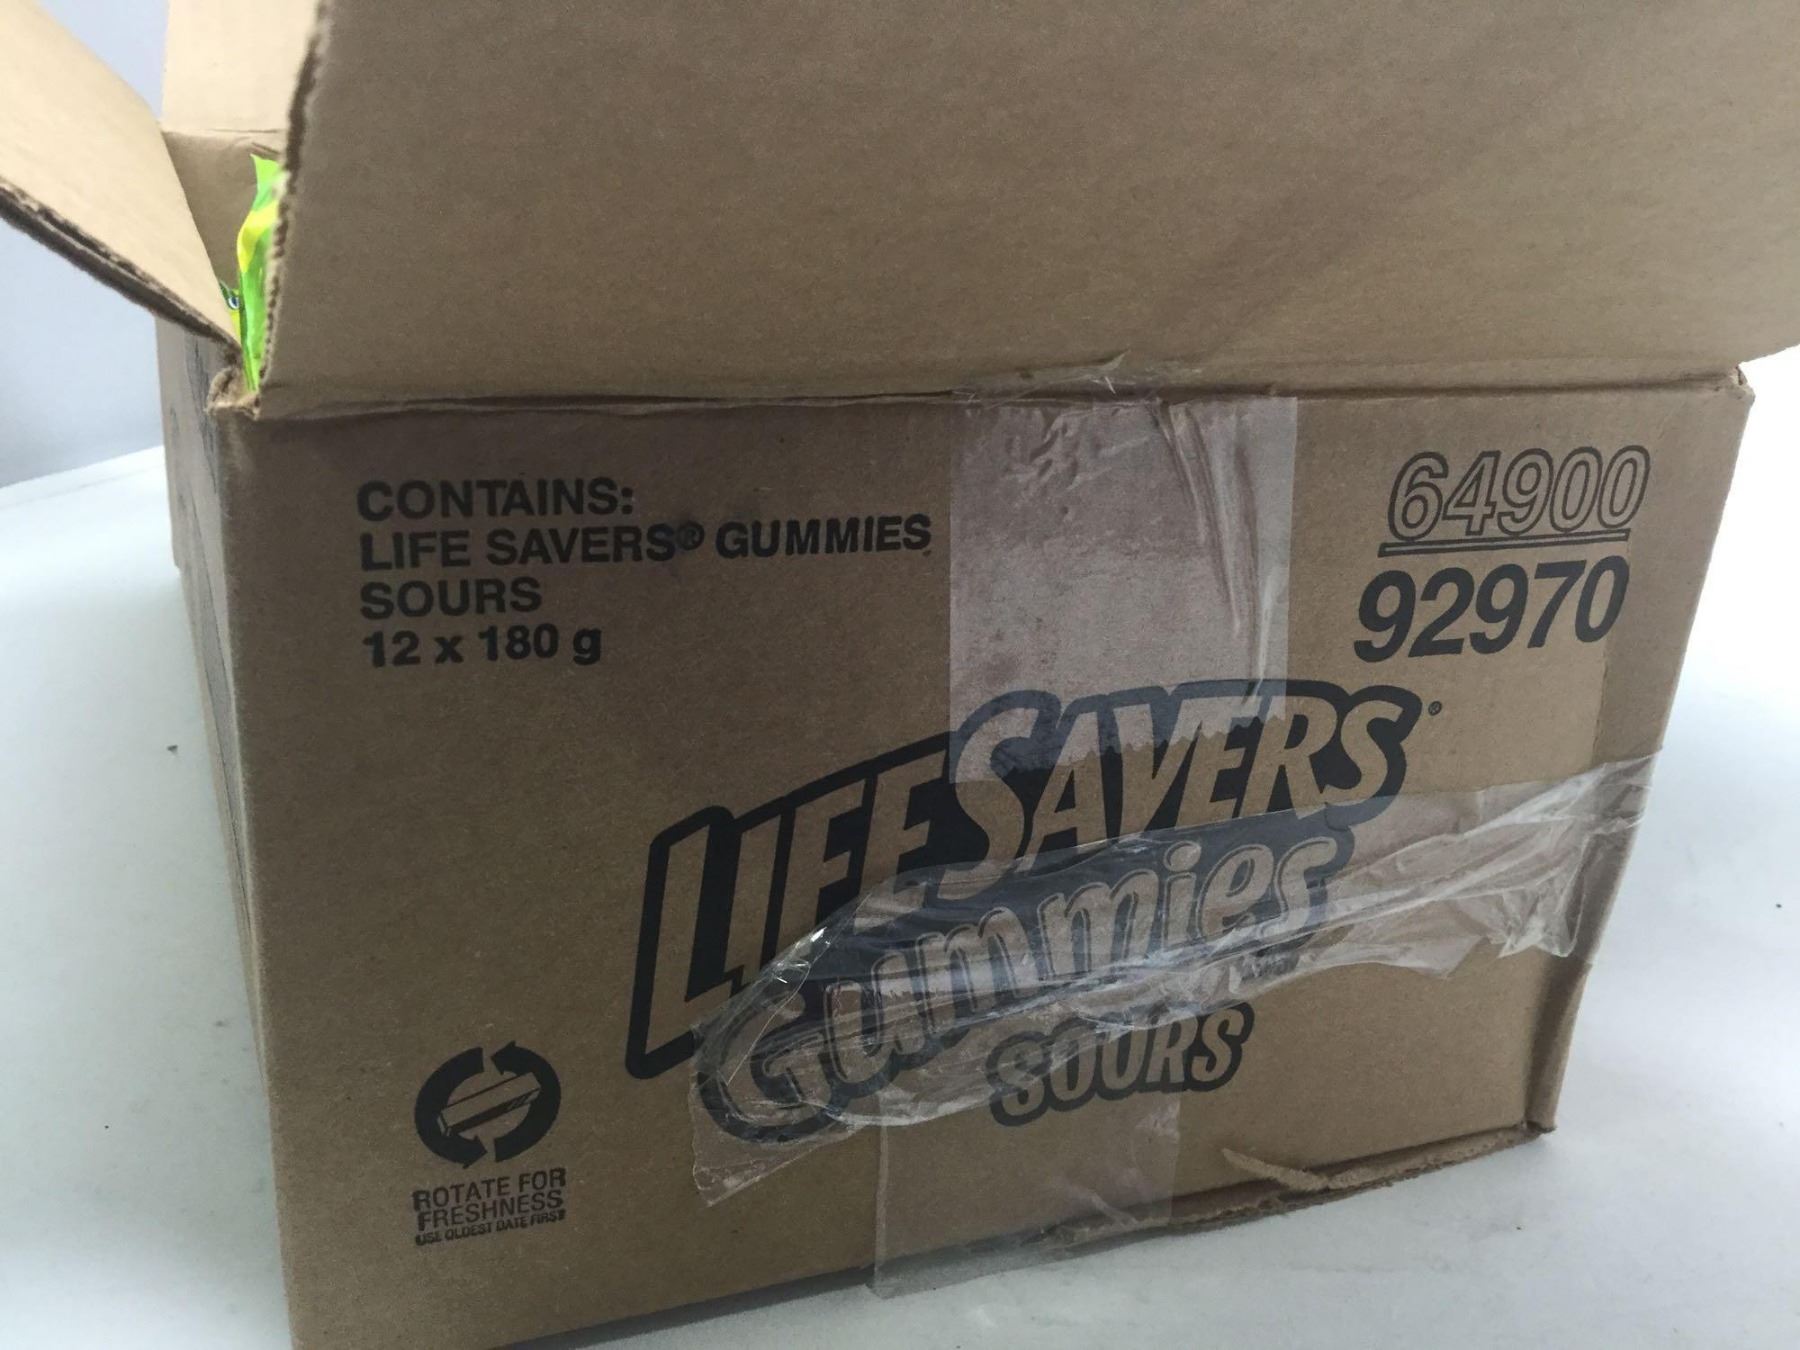 CONTAINS:
LIFE SAVERS® GUMMIES
SOURS
12 x 180 g
64900
92970
LIFE SAVERS
Gummies
SOURS
ROTATE FOR
FRESHNESS
USE OLDEST DATE FIRST